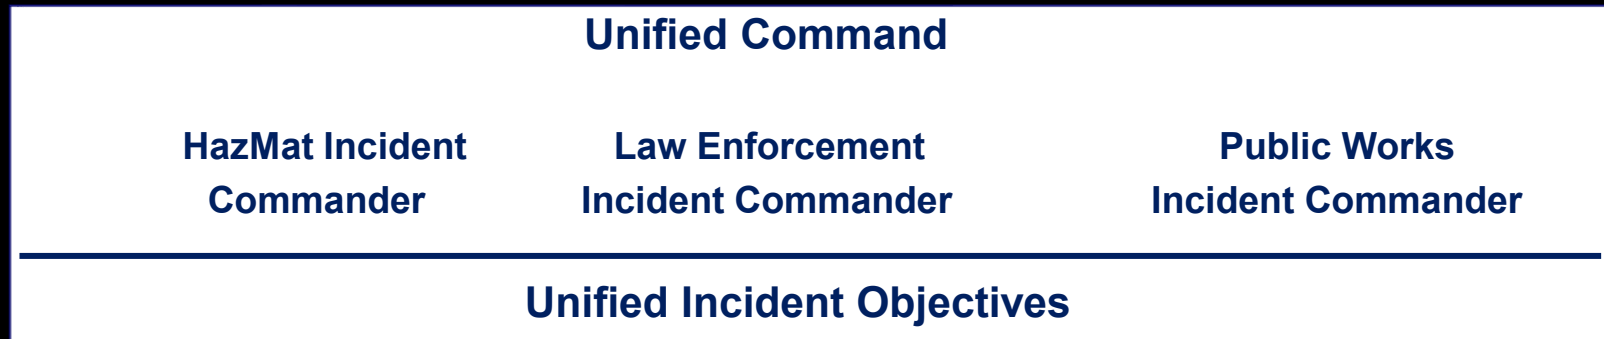 Unified Command
HazMat Incident
Commander
Law Enforcement
Incident Commander
Public Works
Incident Commander
Unified Incident Objectives